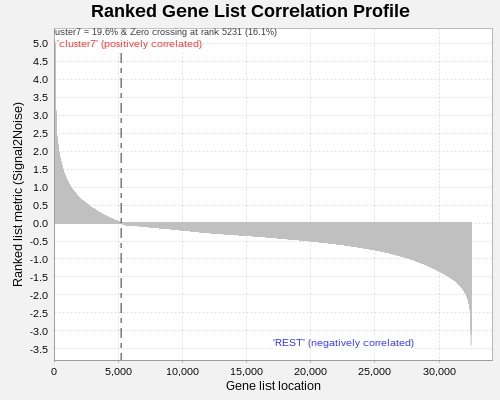 Ranked Gene List Correlation Profile
luster7 = 19.6% & Zero crossing at rank 5231 (16.1%)
'cluster7' (positively correlated)
5.0
4.5
4.0
3.5
3.0
2.5
2.0
1.5
1.0
0.5
0.0
-0.5
-1.0
-1.5
-2.0
-2.5
-3.0
-3.5
Ranked list metric (Signal2Noise)
'REST' (negatively correlated)
0 5,000 10,000 15,000 20,000 25,000 30,000
Gene list location